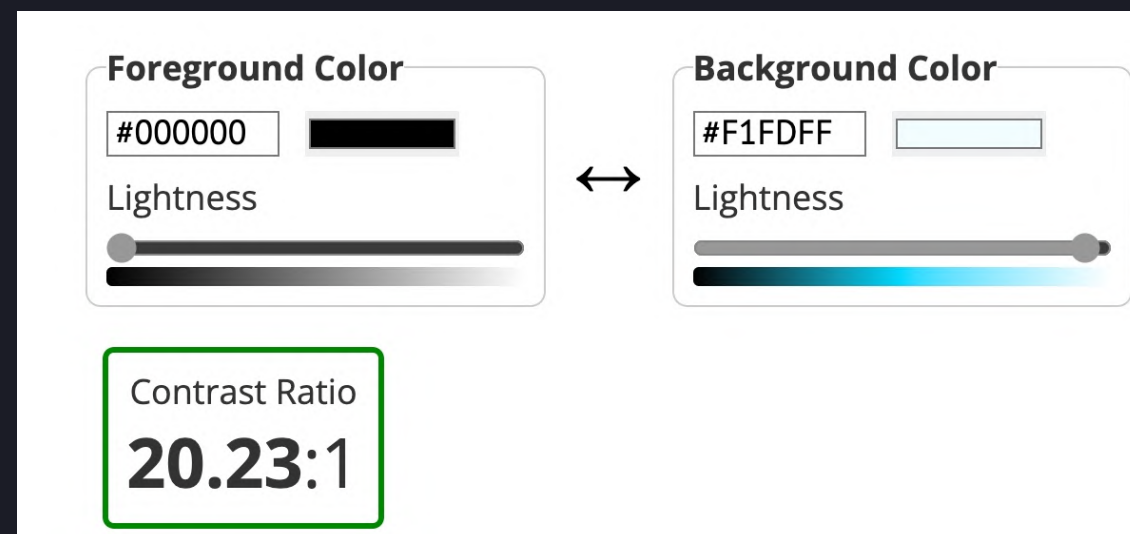 Foreground Color
#000000
Lightness
Background Color
#F1FDFF
Lightness
Contrast Ratio
20.23:1